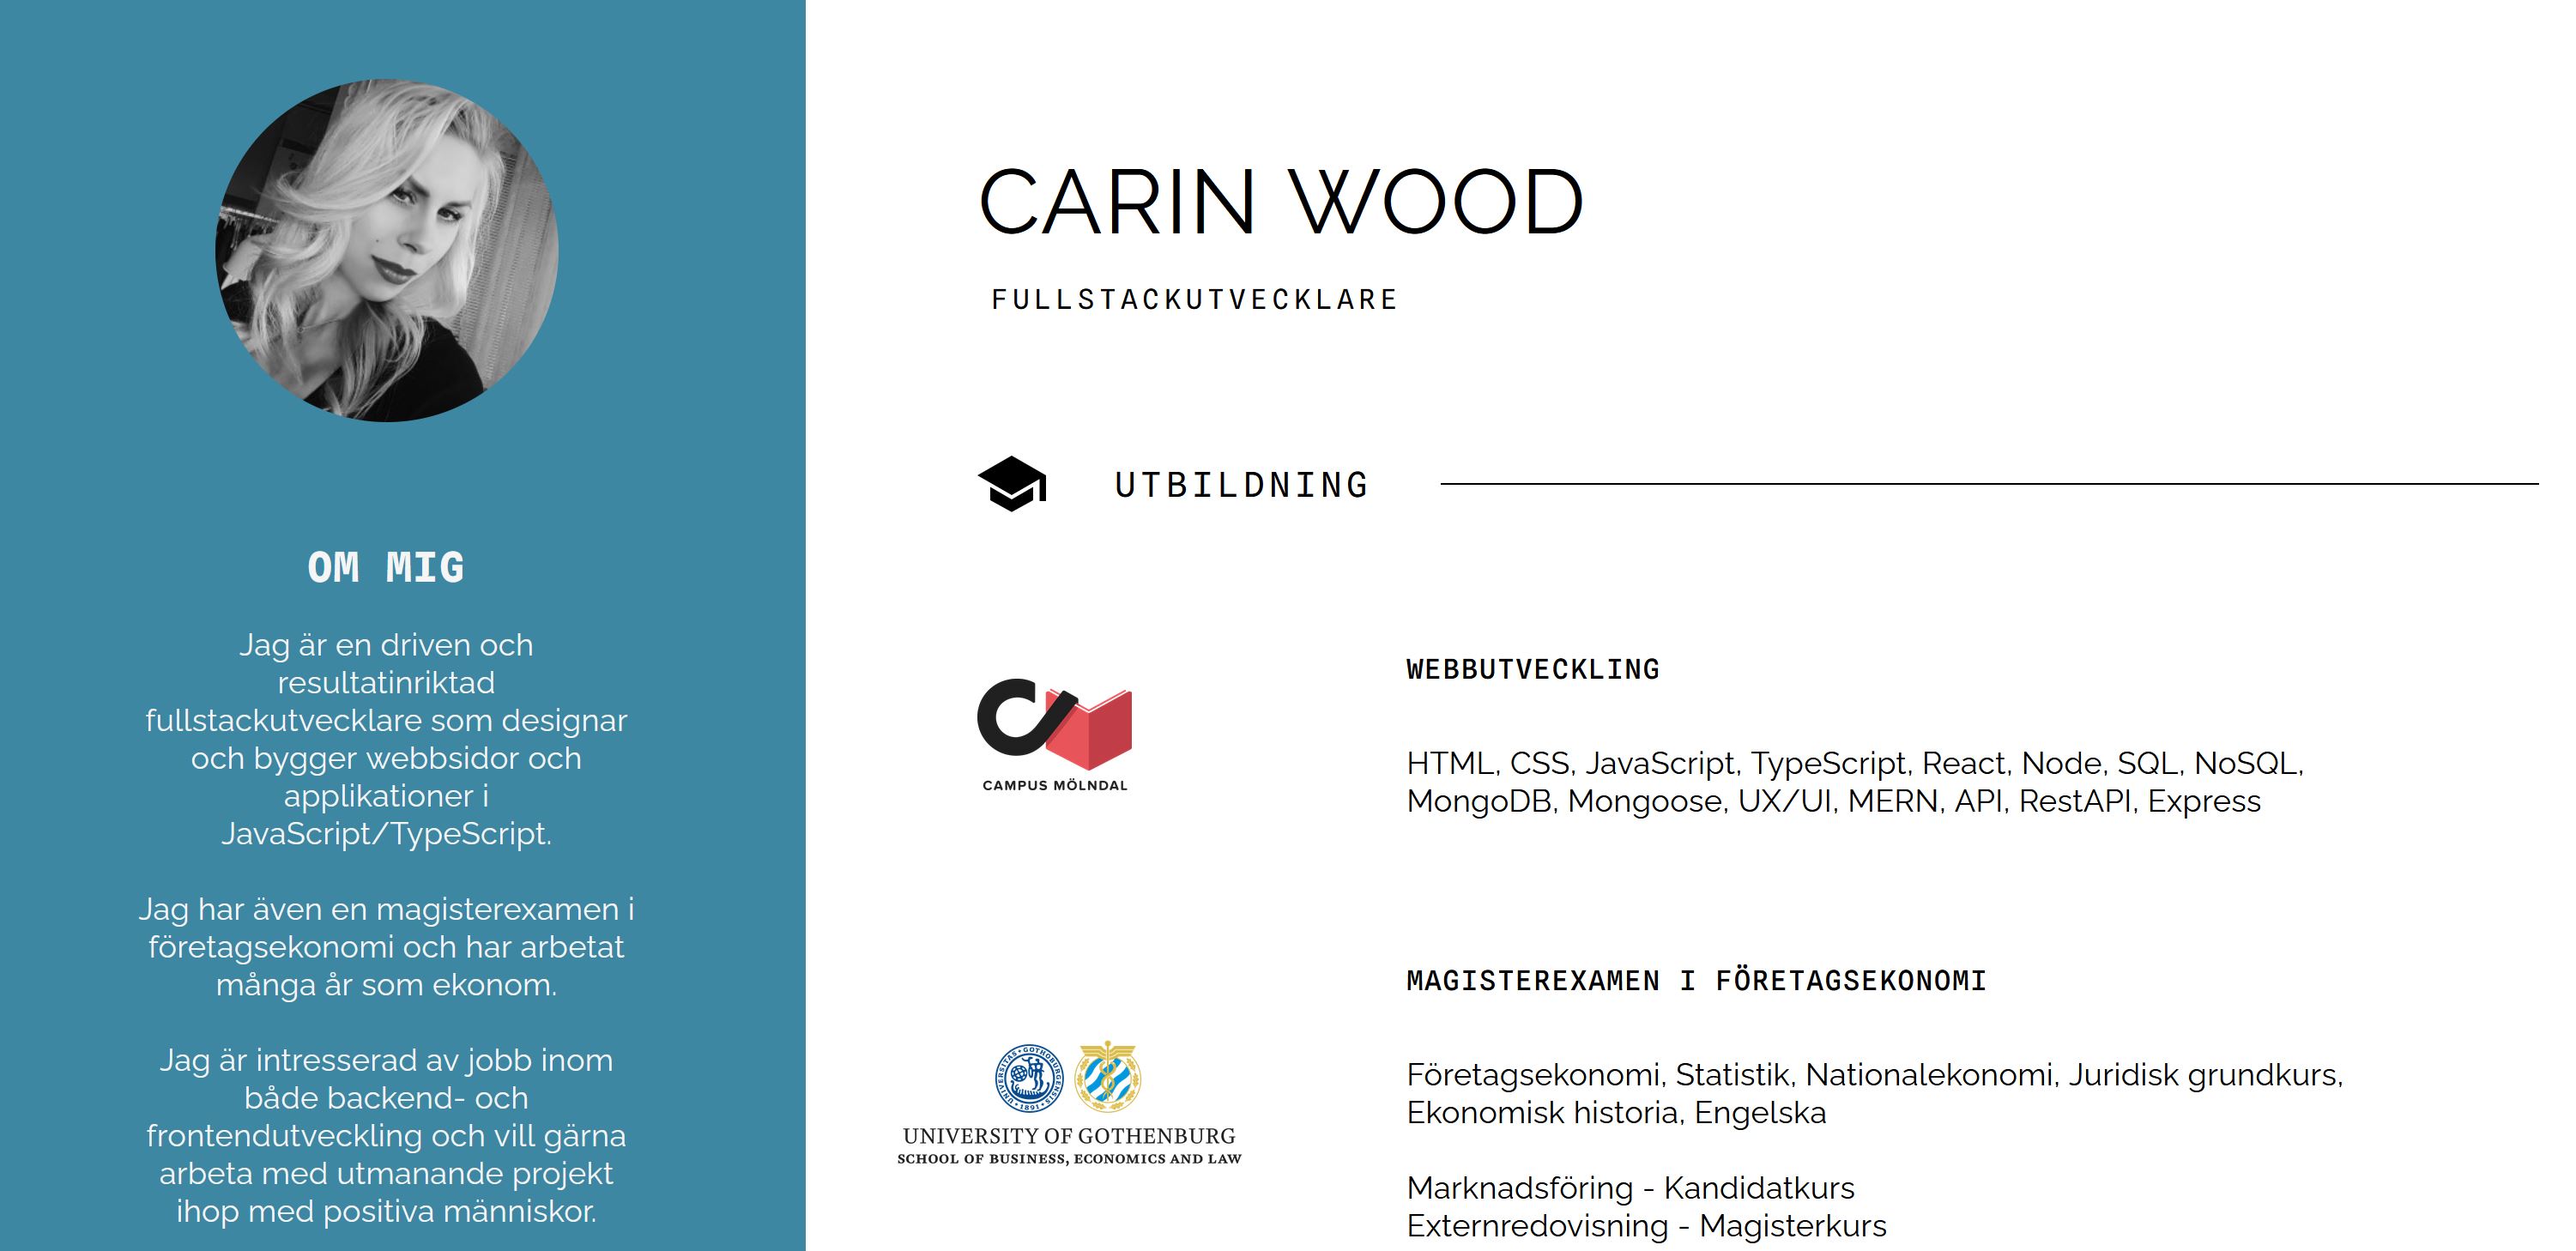 OM MIG
Jag är en driven och
resultatinriktad
fullstackutvecklare som designar
och bygger webbsidor och
applikationer i
JavaScript/TypeScript.
Jag har även en magisterexamen i
företagsekonomi och har arbetat
många år som ekonom.
Jag är intresserad av jobb inom
både backend- och
frontendutveckling och vill gärna
arbeta med utmanande projekt
ihop med positiva människor.
CARIN WOOD
FULLSTACKUTVECKLARE
UTBILDNING
CAMPUS MÖLNDAL
WEBBUTVECKLING
HTML, CSS, JavaScript, TypeScript, React, Node, SQL, NoSQL,
MongoDB, Mongoose, UX/UI, MERN, API, RestAPI, Express
UNIVERSITAS • GOTHOBURGENSIS
• 1891 •
UNIVERSITY OF GOTHENBURG
SCHOOL OF BUSINESS, ECONOMICS AND LAW
MAGISTEREXAMEN I FÖRETAGSEKONOMI
Företagsekonomi, Statistik, Nationalekonomi, Juridisk grundkurs,
Ekonomisk historia, Engelska
Marknadsföring - Kandidatkurs
Externredovisning - Magisterkurs